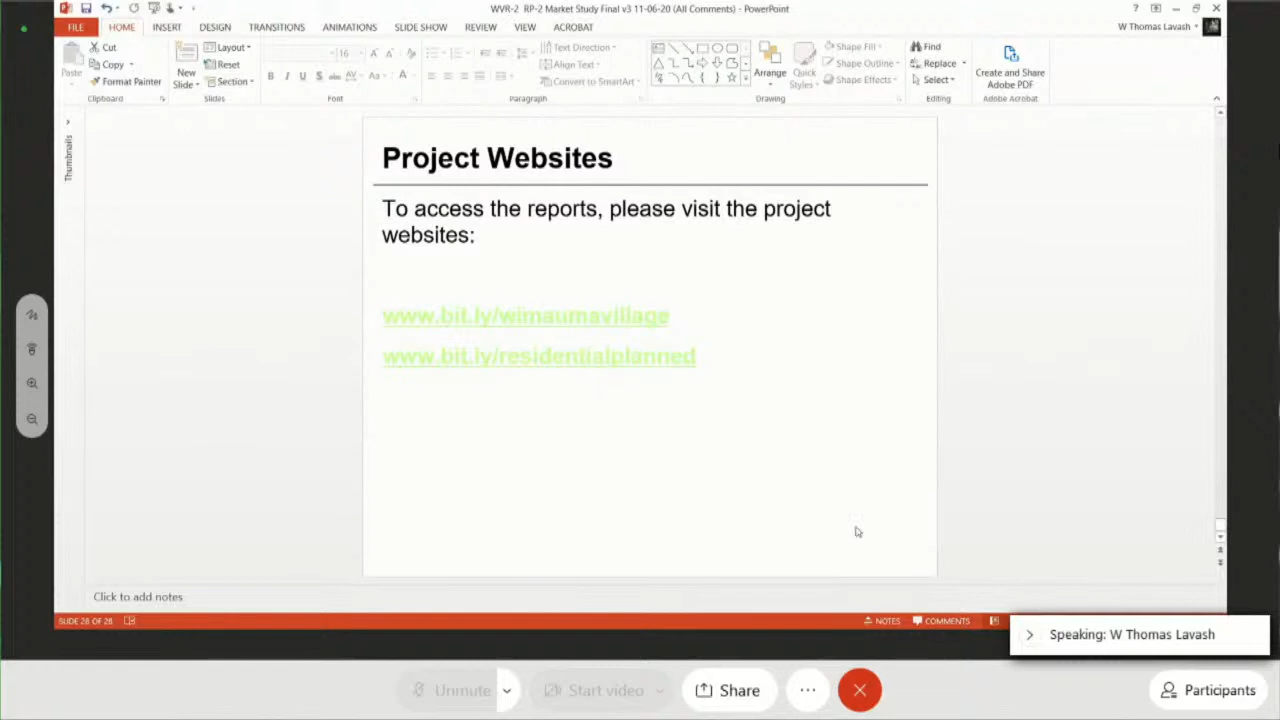 WVR-2 RP-2 Market Study Final v3 11-06-20 (All Comments) - PowerPoint
FILE HOME INSERT DESIGN TRANSITIONS ANIMATIONS SLIDE SHOW REVIEW VIEW ACROBAT W Thomas Lavash
Paste
Cut
Copy
Format Painter
Clipboard
New
Slide
Layout
Reset
Section
Slides
16
Font
Text Direction
Align Text
Convert to SmartArt
Paragraph
Arrange
Quick
Styles
Shape Fill
Shape Outline
Shape Effects
Drawing
Find
Replace
Select
Editing
Create and Share
Adobe PDF
Adobe Acrobat
Thumbnails
Project Websites
To access the reports, please visit the project
websites:
www.bit.ly/wimaumavillage
www.bit.ly/residentialplanned
Click to add notes
SLIDE 28 OF 28 NOTES COMMENTS
Speaking: W Thomas Lavash
Unmute Start video Share Participants